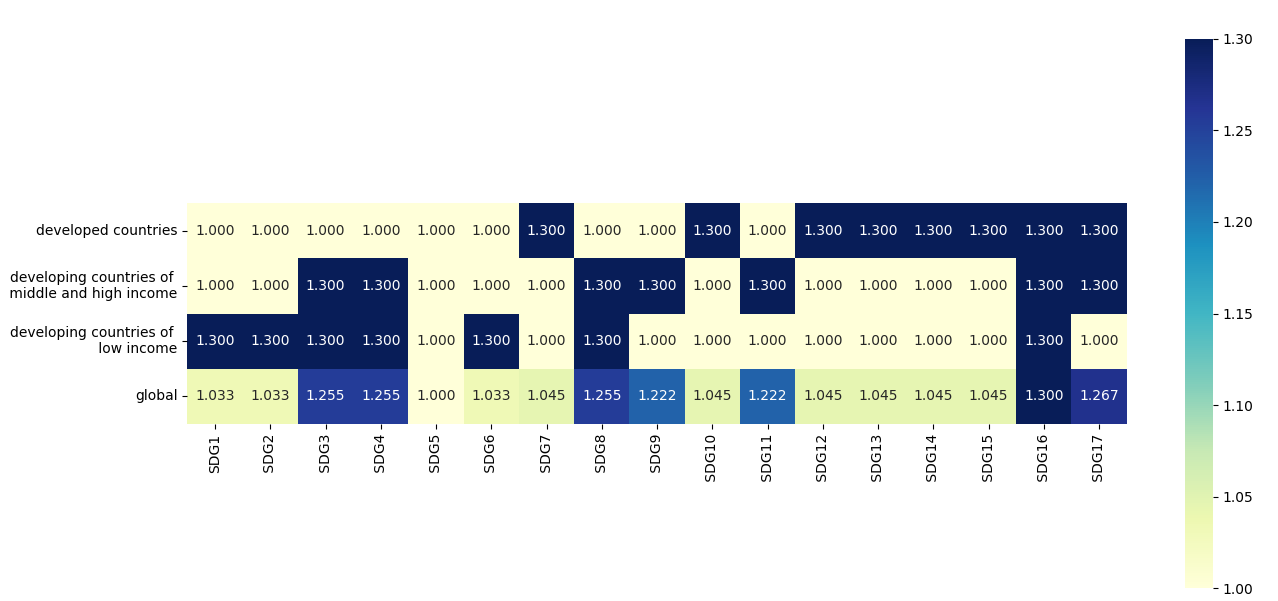 developed countries 1.000 1.000 1.000 1.000 1.000 1.000 1.300 1.000 1.000 1.300 1.000 1.300 1.300 1.300 1.300 1.300 1.300
developing countries of
middle and high income 1.000 1.000 1.300 1.300 1.000 1.000 1.000 1.300 1.300 1.000 1.300 1.000 1.000 1.000 1.000 1.300 1.300
developing countries of
low income 1.300 1.300 1.300 1.300 1.000 1.300 1.000 1.300 1.000 1.000 1.000 1.000 1.000 1.000 1.000 1.300 1.000
global 1.033 1.033 1.255 1.255 1.000 1.033 1.045 1.255 1.222 1.045 1.222 1.045 1.045 1.045 1.045 1.300 1.267
SDG1 SDG2 SDG3 SDG4 SDG5 SDG6 SDG7 SDG8 SDG9 SDG10 SDG11 SDG12 SDG13 SDG14 SDG15 SDG16 SDG17
1.30
1.25
1.20
1.15
1.10
1.05
1.00